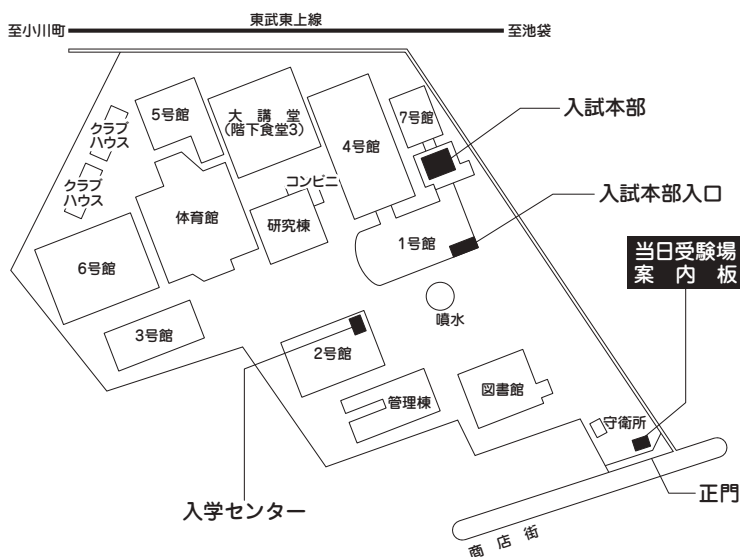 東武東上線
至小川町
至池袋
クラブ
ハウス
5号館
大講堂
(階下食堂3)
4号館
7号館
入試本部
クラブ
ハウス
コンビニ
体育館
研究棟
入試本部入口
1号館
6号館
当日受験場
案内板
噴水
3号館
2号館
管理棟
図書館
守衛所
入学センター
正門
商店街